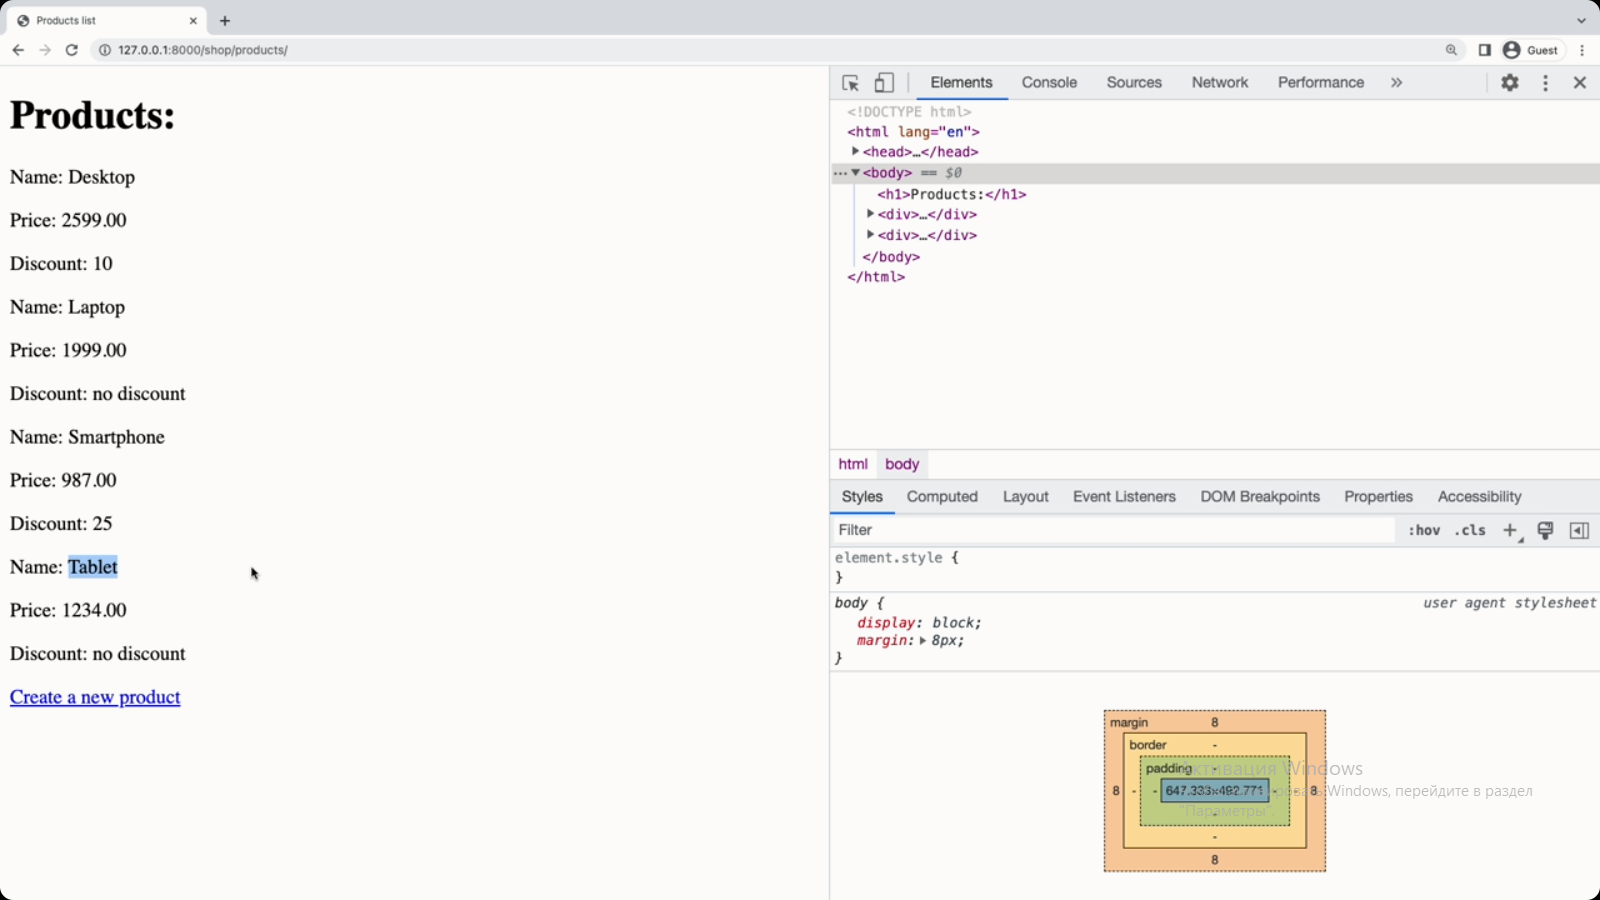 Products list
127.0.0.1:8000/shop/products/
Guest
Products:
Name: Desktop
Price: 2599.00
Discount: 10
Name: Laptop
Price: 1999.00
Discount: no discount
Name: Smartphone
Price: 987.00
Discount: 25
Name: Tablet
Price: 1234.00
Discount: no discount
Create a new product
Elements Console Sources Network Performance
<!DOCTYPE html>
<html lang="en">
<head>…</head>
<body> == $0
<h1>Products:</h1>
<div>…</div>
<div>…</div>
</body>
</html>
html body
Styles Computed Layout Event Listeners DOM Breakpoints Properties Accessibility
Filter :hov .cls
element.style {
}
body { user agent stylesheet
display: block;
margin: 8px;
}
margin 8
border -
padding -
8 - - 647.333×492.771 - 8
-
-
8
Активация Windows
Windows, перейдите в раздел
"Параметры".